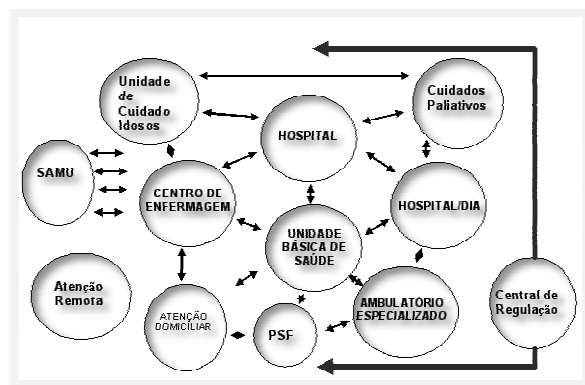 Unidade
de
Cuidado
Idosos
Cuidados
Paliativos
HOSPITAL
SAMU
CENTRO DE
ENFERMAGEM
HOSPITAL/DIA
UNIDADE
BÁSICA DE
SAÚDE
Atenção
Remota
ATENÇÃO
DOMICÍLIAR
PSF
AMBULATÓRIO
ESPECIALIZADO
Central de
Regulação